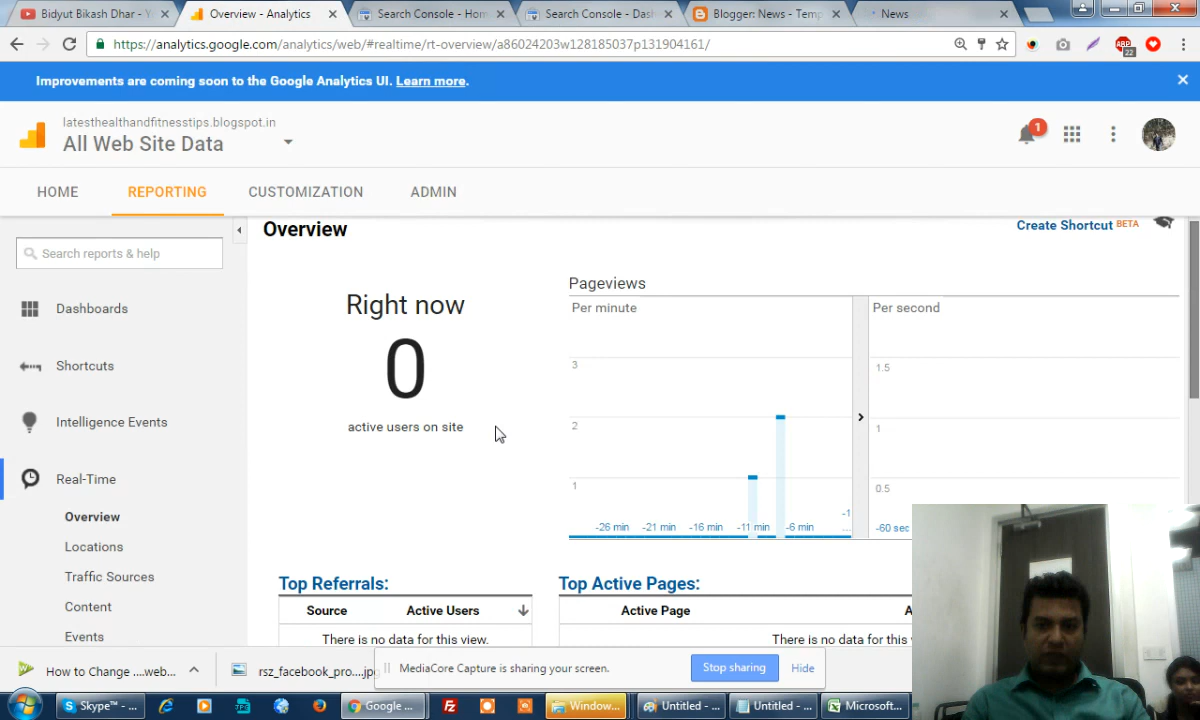 Bidyut Bikash Dhar - Y
Overview - Analytics
Search Console - Hom
Search Console - Das
Blogger: News - Temp
News
https://analytics.google.com/analytics/web/#realtime/rt-overview/a86024203w128185037p131904161/
ABP
22
Improvements are coming soon to the Google Analytics UI. Learn more.
latesthealthandfitnesstips.blogspot.in
All Web Site Data
1
HOME
REPORTING
CUSTOMIZATION
ADMIN
Search reports & help
Dashboards
Shortcuts
Intelligence Events
Real-Time
Overview
Locations
Traffic Sources
Content
Events
Overview
Create Shortcut BETA
Right now
0
active users on site
Pageviews
Per minute
3
2
1
-26 min
-21 min
-16 min
-11 min
-6 min
-1
...
Per second
1.5
1
0.5
-60 sec
Top Referrals:
Source
Active Users
There is no data for this view.
Top Active Pages:
Active Page
There is no data for this
How to Change ....web...
rsz_facebook_pro....jpg
MediaCore Capture is sharing your screen.
Stop sharing
Hide
Skype™ - ...
Google ...
Window...
Untitled - ...
Untitled - ...
Microsoft...